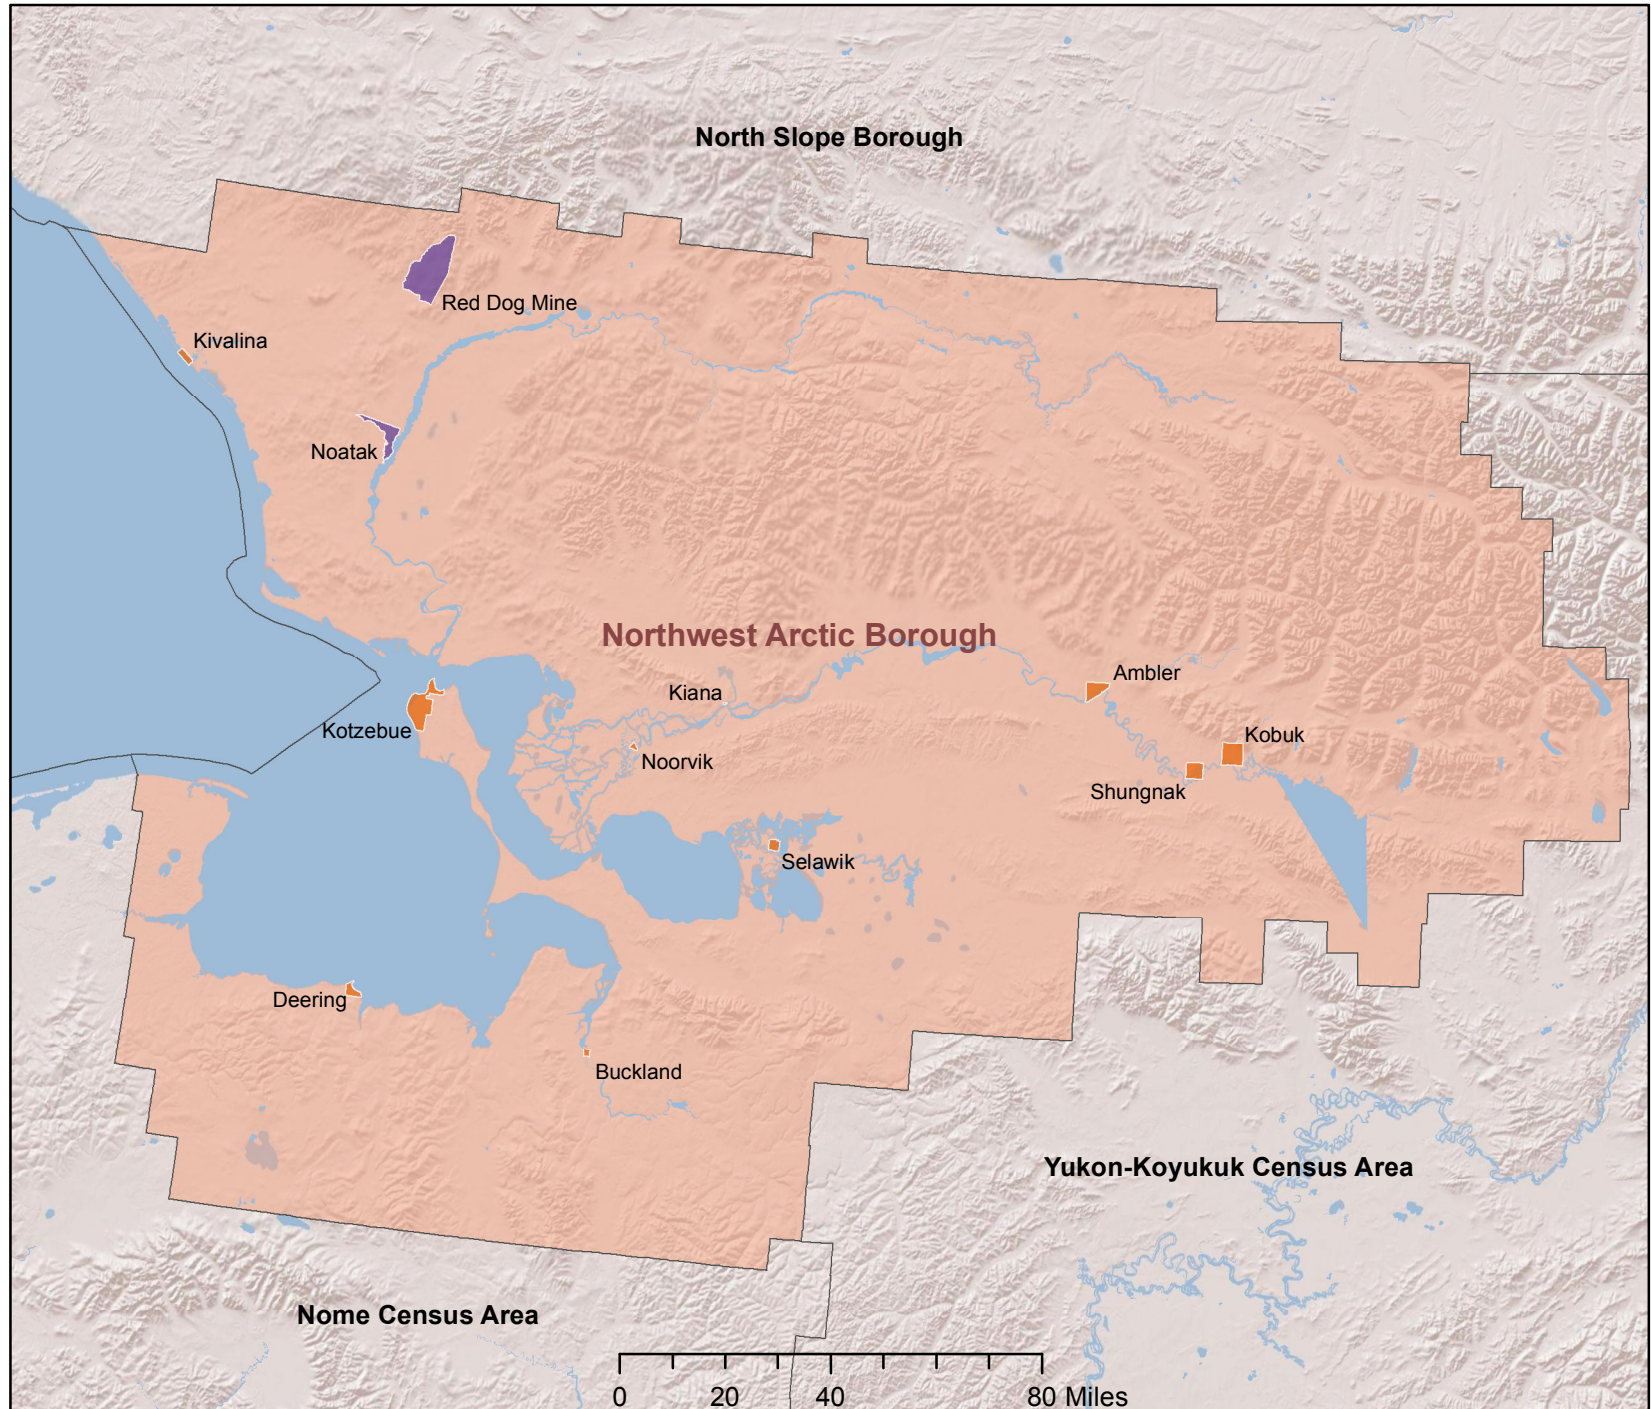 North Slope Borough
Red Dog Mine
Kivalina
Noatak
Northwest Arctic Borough
Ambler
Kiana
Kotzebue
Kobuk
Noorvik
Shungnak
Selawik
Deering
Buckland
Yukon-Koyukuk Census Area
Nome Census Area
0 20 40 80 Miles